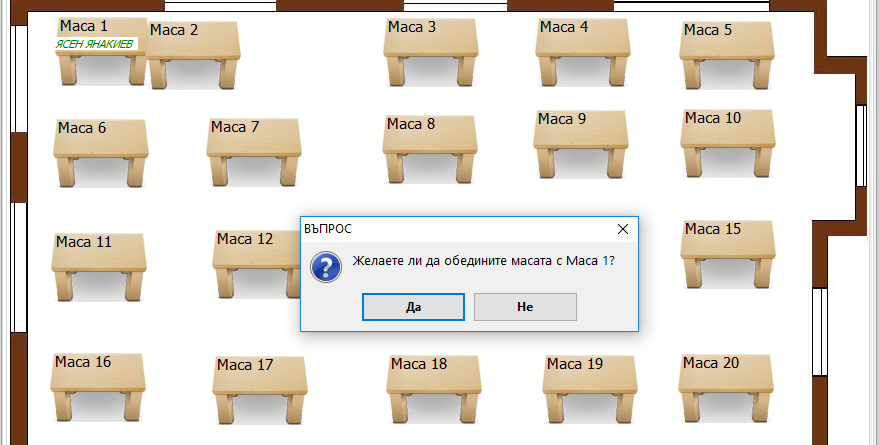 Маса 1
ЯСЕН ЯНАКИЕВ
Маса 2
Маса 3
Маса 4
Маса 5
Маса 6
Маса 7
Маса 8
Маса 9
Маса 10
Маса 11
Маса 12
Маса 15
ВЪПРОС
Желаете ли да обедините масата с Маса 1?
Да
Не
Маса 16
Маса 17
Маса 18
Маса 19
Маса 20